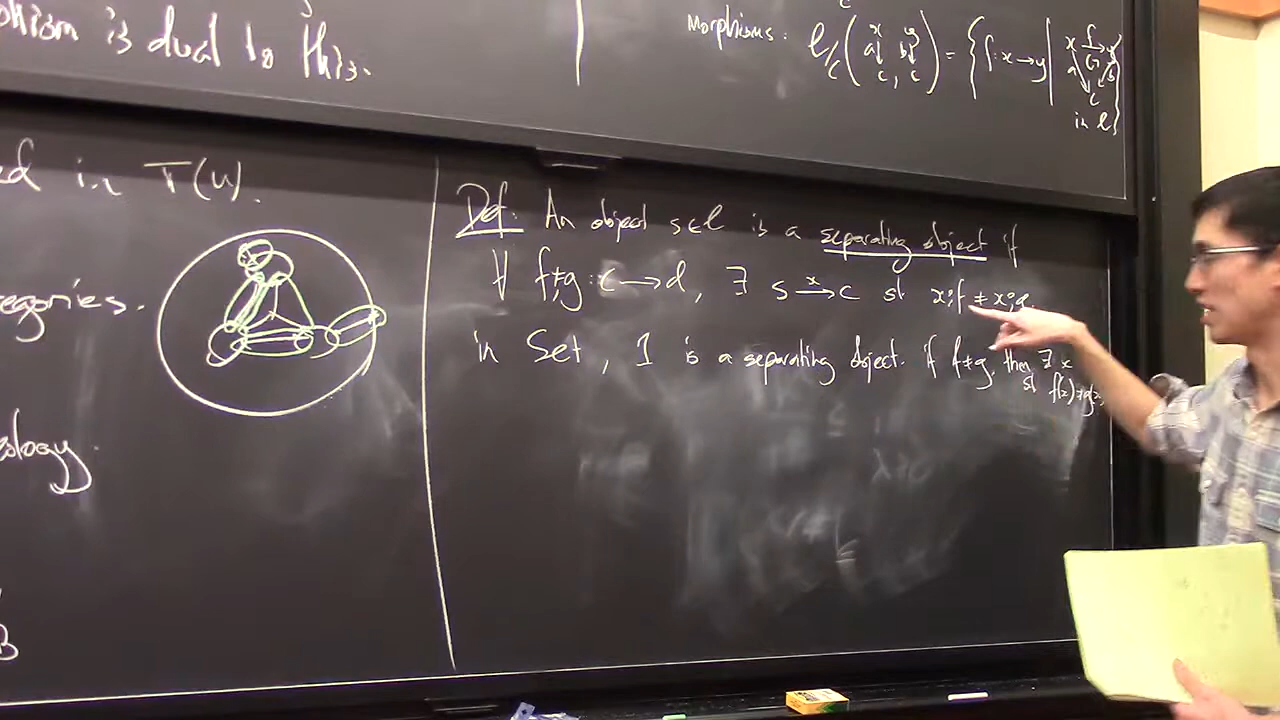 phism is dual to this.
Morphisms: ℓ/c (x a↓ c, y b↓ c) = {f: x → y | x f→ y a ↘ ↙ b c in ℓ}
ed in T(u).
egories.
ology.
B
Def: An object s∈ℓ is a separating object if
∀ f≠g: c → d, ∃ s x→ c st x;f ≠ x;g.
in Set, 1 is a separating object. if f≠g, then ∃ x
st f(x)≠g(x)